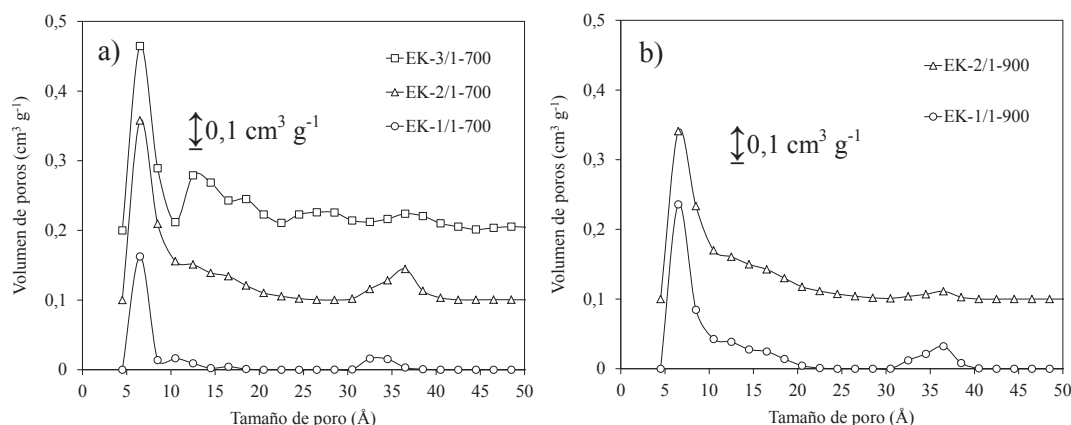 a)
EK-3/1-700
EK-2/1-700
EK-1/1-700
0,1 cm³ g⁻¹
Volumen de poros (cm³ g⁻¹)
0,5
0,4
0,3
0,2
0,1
0
0 5 10 15 20 25 30 35 40 45 50
Tamaño de poro (Å)
b)
EK-2/1-900
EK-1/1-900
0,1 cm³ g⁻¹
Volumen de poros (cm³ g⁻¹)
0,5
0,4
0,3
0,2
0,1
0
0 5 10 15 20 25 30 35 40 45 50
Tamaño de poro (Å)